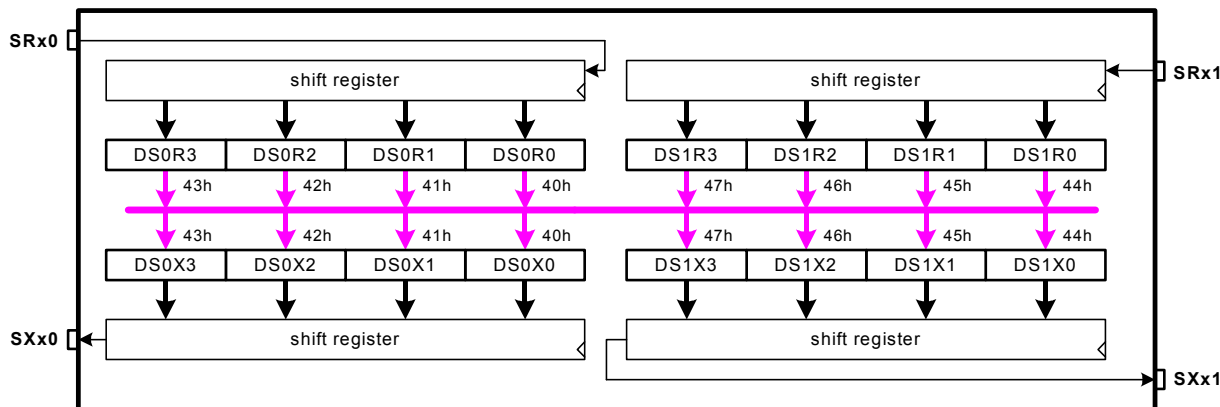 SRx0
shift register shift register SRx1
DS0R3 DS0R2 DS0R1 DS0R0 DS1R3 DS1R2 DS1R1 DS1R0
43h 42h 41h 40h 47h 46h 45h 44h
43h 42h 41h 40h 47h 46h 45h 44h
DS0X3 DS0X2 DS0X1 DS0X0 DS1X3 DS1X2 DS1X1 DS1X0
SXx0 shift register shift register
SXx1